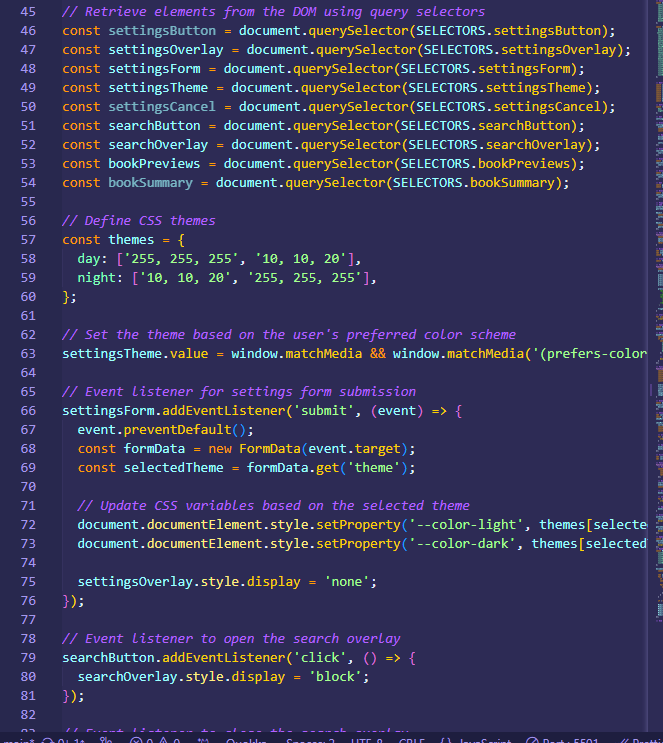 45 // Retrieve elements from the DOM using query selectors
46 const settingsButton = document.querySelector(SELECTORS.settingsButton);
47 const settingsOverlay = document.querySelector(SELECTORS.settingsOverlay);
48 const settingsForm = document.querySelector(SELECTORS.settingsForm);
49 const settingsTheme = document.querySelector(SELECTORS.settingsTheme);
50 const settingsCancel = document.querySelector(SELECTORS.settingsCancel);
51 const searchButton = document.querySelector(SELECTORS.searchButton);
52 const searchOverlay = document.querySelector(SELECTORS.searchOverlay);
53 const bookPreviews = document.querySelector(SELECTORS.bookPreviews);
54 const bookSummary = document.querySelector(SELECTORS.bookSummary);
55
56 // Define CSS themes
57 const themes = {
58   day: ['255, 255, 255', '10, 10, 20'],
59   night: ['10, 10, 20', '255, 255, 255'],
60 };
61
62 // Set the theme based on the user's preferred color scheme
63 settingsTheme.value = window.matchMedia && window.matchMedia('(prefers-color
64
65 // Event listener for settings form submission
66 settingsForm.addEventListener('submit', (event) => {
67   event.preventDefault();
68   const formData = new FormData(event.target);
69   const selectedTheme = formData.get('theme');
70
71   // Update CSS variables based on the selected theme
72   document.documentElement.style.setProperty('--color-light', themes[selecte
73   document.documentElement.style.setProperty('--color-dark', themes[selected
74
75   settingsOverlay.style.display = 'none';
76 });
77
78 // Event listener to open the search overlay
79 searchButton.addEventListener('click', () => {
80   searchOverlay.style.display = 'block';
81 });
82
83 // Event listener to close the search overlay